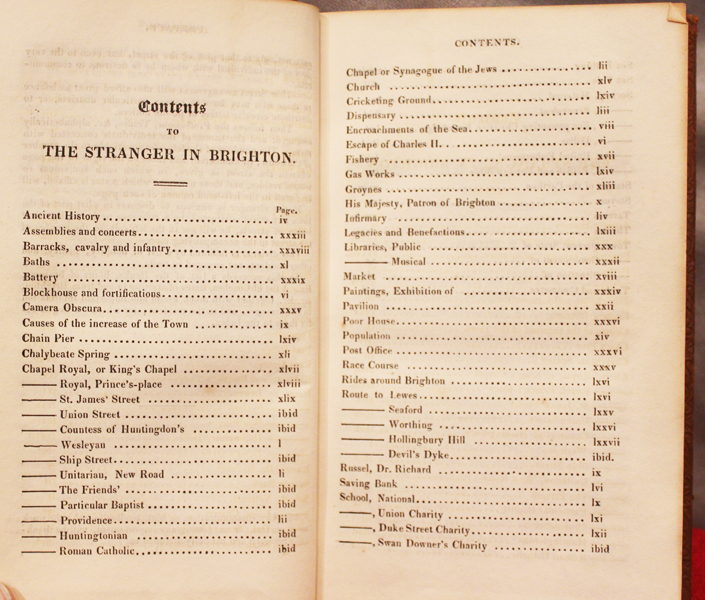 Contents
TO
THE STRANGER IN BRIGHTON.
Page.
Ancient History iv
Assemblies and concerts xxxiii
Barracks, cavalry and infantry xxxviii
Baths xl
Battery xxxix
Blockhouse and fortifications vi
Camera Obscura xxxv
Causes of the increase of the Town ix
Chain Pier lxiv
Chalybeate Spring xli
Chapel Royal, or King's Chapel xlvii
—— Royal, Prince's-place xlviii
—— St. James' Street xlix
—— Union Street ibid
—— Countess of Huntingdon's ibid
—— Wesleyau l
—— Ship Street ibid
—— Unitariau, New Road li
—— The Friends' ibid
—— Particular Baptist ibid
—— Providence lii
—— Huntingtonian ibid
—— Roman Catholic ibid
CONTENTS.
Chapel or Synagogue of the Jews lii
Church xlv
Cricketing Ground lxiv
Dispensary liii
Encroachments of the Sea viii
Escape of Charles II. vi
Fishery xvii
Gas Works lxiv
Groynes xliii
His Majesty, Patron of Brighton x
Infirmary liv
Legacies and Benefactions lxiii
Libraries, Public xxx
—— Musical xxxii
Market xviii
Paintings, Exhibition of xxxiv
Pavilion xxii
Poor House xxxvi
Population xiv
Post Office xxxvi
Race Course xxxv
Rides around Brighton lxvi
Route to Lewes lxvi
—— Seaford lxxv
—— Worthing lxxvi
—— Hollingbury Hill lxxvii
—— Devil's Dyke ibid.
Russel, Dr. Richard ix
Saving Bank lvi
School, National lx
——, Union Charity lxi
——, Duke Street Charity lxii
——, Swan Downer's Charity ibid